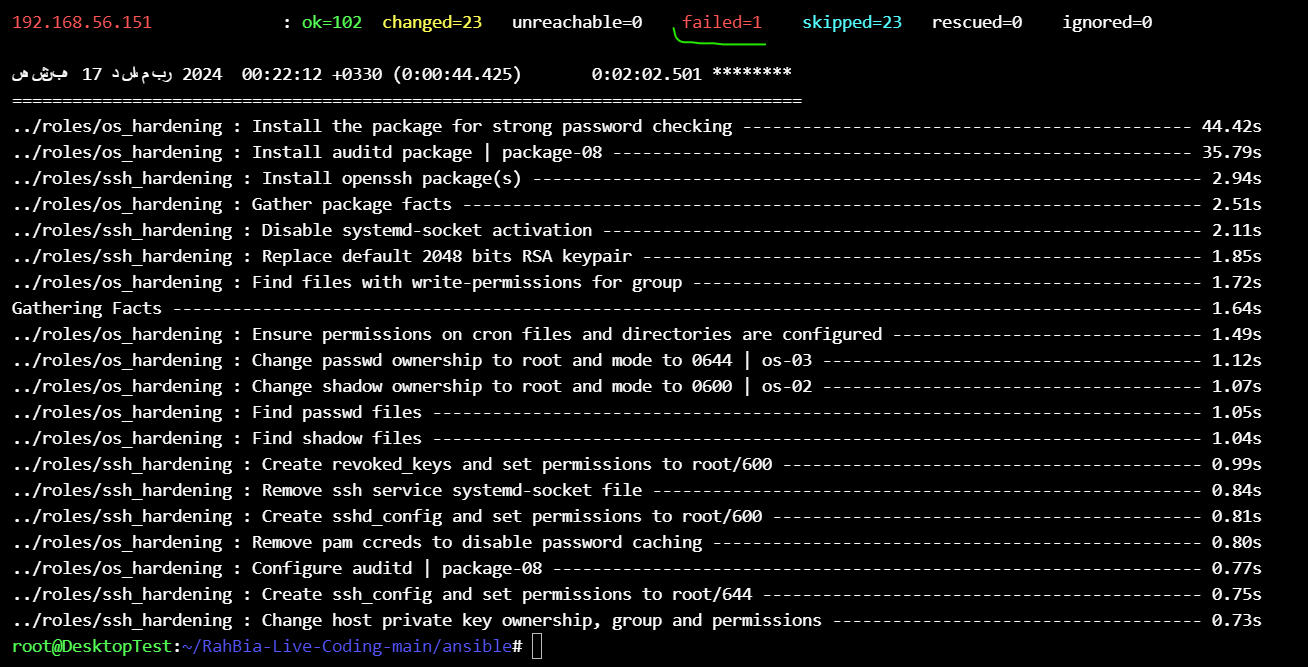 192.168.56.151 : ok=102 changed=23 unreachable=0 failed=1 skipped=23 rescued=0 ignored=0
17 2024 00:22:12 +0330 (0:00:44.425) 0:02:02.501 ********
===============================================================================
../roles/os_hardening : Install the package for strong password checking --------------------------------------------- 44.42s
../roles/os_hardening : Install auditd package | package-08 ---------------------------------------------------------- 35.79s
../roles/ssh_hardening : Install openssh package(s) ------------------------------------------------------------------- 2.94s
../roles/os_hardening : Gather package facts -------------------------------------------------------------------------- 2.51s
../roles/ssh_hardening : Disable systemd-socket activation ------------------------------------------------------------ 2.11s
../roles/ssh_hardening : Replace default 2048 bits RSA keypair -------------------------------------------------------- 1.85s
../roles/os_hardening : Find files with write-permissions for group --------------------------------------------------- 1.72s
Gathering Facts ------------------------------------------------------------------------------------------------------- 1.64s
../roles/os_hardening : Ensure permissions on cron files and directories are configured ------------------------------- 1.49s
../roles/os_hardening : Change passwd ownership to root and mode to 0644 | os-03 -------------------------------------- 1.12s
../roles/os_hardening : Change shadow ownership to root and mode to 0600 | os-02 -------------------------------------- 1.07s
../roles/os_hardening : Find passwd files ----------------------------------------------------------------------------- 1.05s
../roles/os_hardening : Find shadow files ----------------------------------------------------------------------------- 1.04s
../roles/ssh_hardening : Create revoked_keys and set permissions to root/600 ------------------------------------------ 0.99s
../roles/ssh_hardening : Remove ssh service systemd-socket file ------------------------------------------------------- 0.84s
../roles/ssh_hardening : Create sshd_config and set permissions to root/600 ------------------------------------------- 0.81s
../roles/os_hardening : Remove pam ccreds to disable password caching ------------------------------------------------- 0.80s
../roles/os_hardening : Configure auditd | package-08 ----------------------------------------------------------------- 0.77s
../roles/ssh_hardening : Create ssh_config and set permissions to root/644 -------------------------------------------- 0.75s
../roles/ssh_hardening : Change host private key ownership, group and permissions ------------------------------------- 0.73s
root@DesktopTest:~/RahBia-Live-Coding-main/ansible#